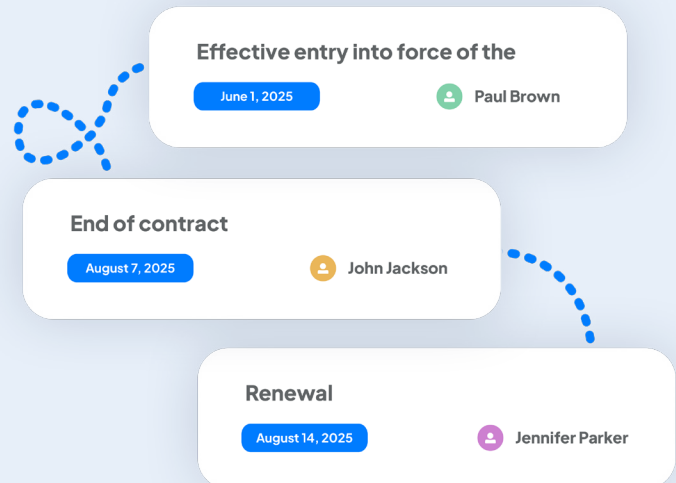 Effective entry into force of the
June 1, 2025
Paul Brown
End of contract
August 7, 2025
John Jackson
Renewal
August 14, 2025
Jennifer Parker